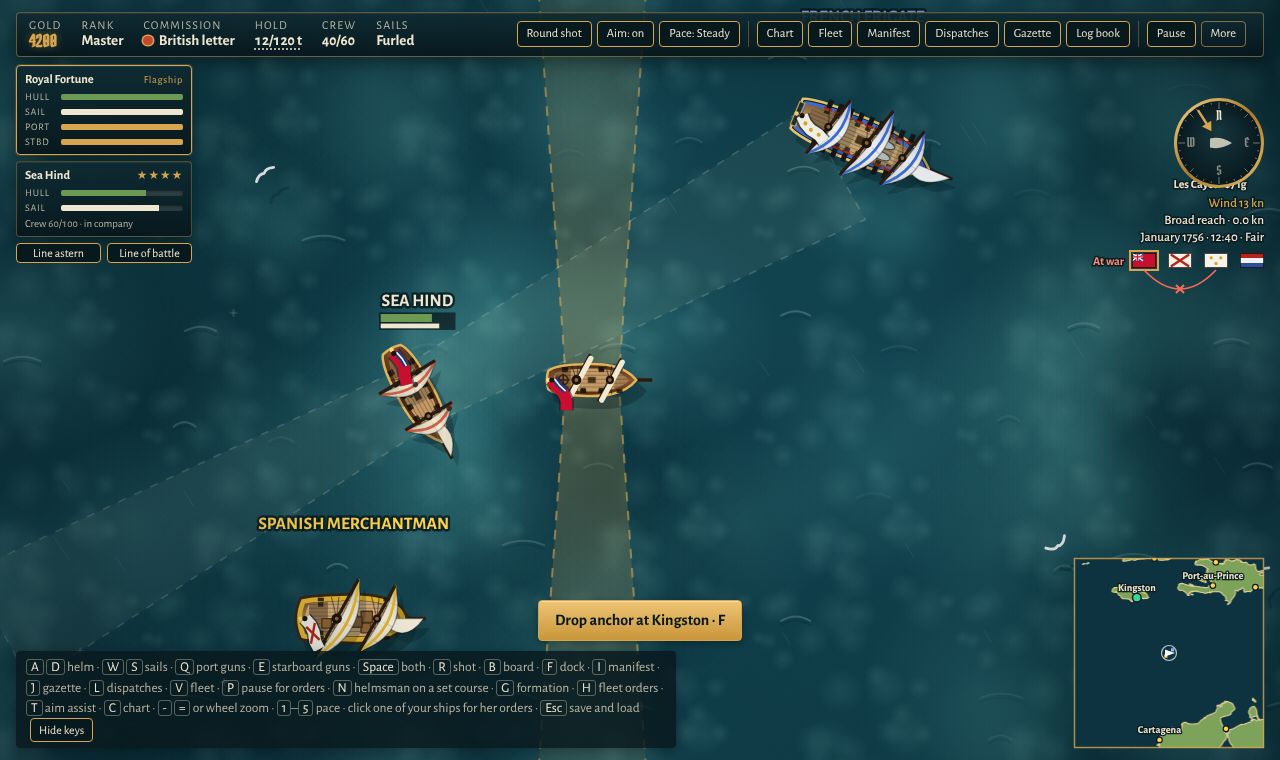 FRENCH FRIGATE
GOLD RANK COMMISSION HOLD CREW SAILS
4200 Master British letter 12/120 t 40/60 Furled
Round shot Aim: on Pace: Steady Chart Fleet Manifest Dispatches Gazette Log book Pause More
Royal Fortune Flagship
HULL
SAIL
PORT
STBD
Sea Hind ★★★★
HULL
SAIL
Crew 60/100 · in company
Line astern Line of battle
N
W E
S
Les Cayes
Wind 13 kn
Broad reach · 0.0 kn
January 1756 · 12:40 · Fair
At war
SEA HIND
SPANISH MERCHANTMAN
Drop anchor at Kingston · F
Kingston
Port-au-Prince
Cartagena
A D helm · W S sails · Q port guns · E starboard guns · Space both · R shot · B board · F dock · I manifest ·
J gazette · L dispatches · V fleet · P pause for orders · N helmsman on a set course · G formation · H fleet orders ·
T aim assist · C chart · - = or wheel zoom · 1–5 pace · click one of your ships for her orders · Esc save and load
Hide keys